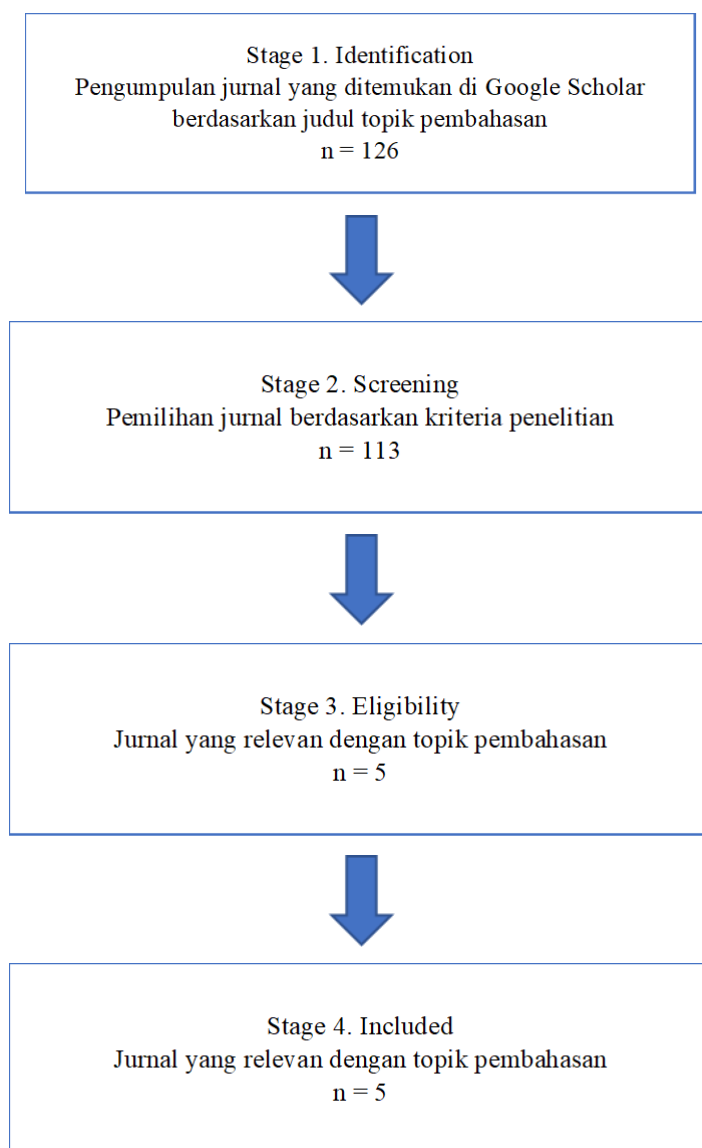 Stage 1. Identification
Pengumpulan jurnal yang ditemukan di Google Scholar
berdasarkan judul topik pembahasan
n = 126
Stage 2. Screening
Pemilihan jurnal berdasarkan kriteria penelitian
n = 113
Stage 3. Eligibility
Jurnal yang relevan dengan topik pembahasan
n = 5
Stage 4. Included
Jurnal yang relevan dengan topik pembahasan
n = 5